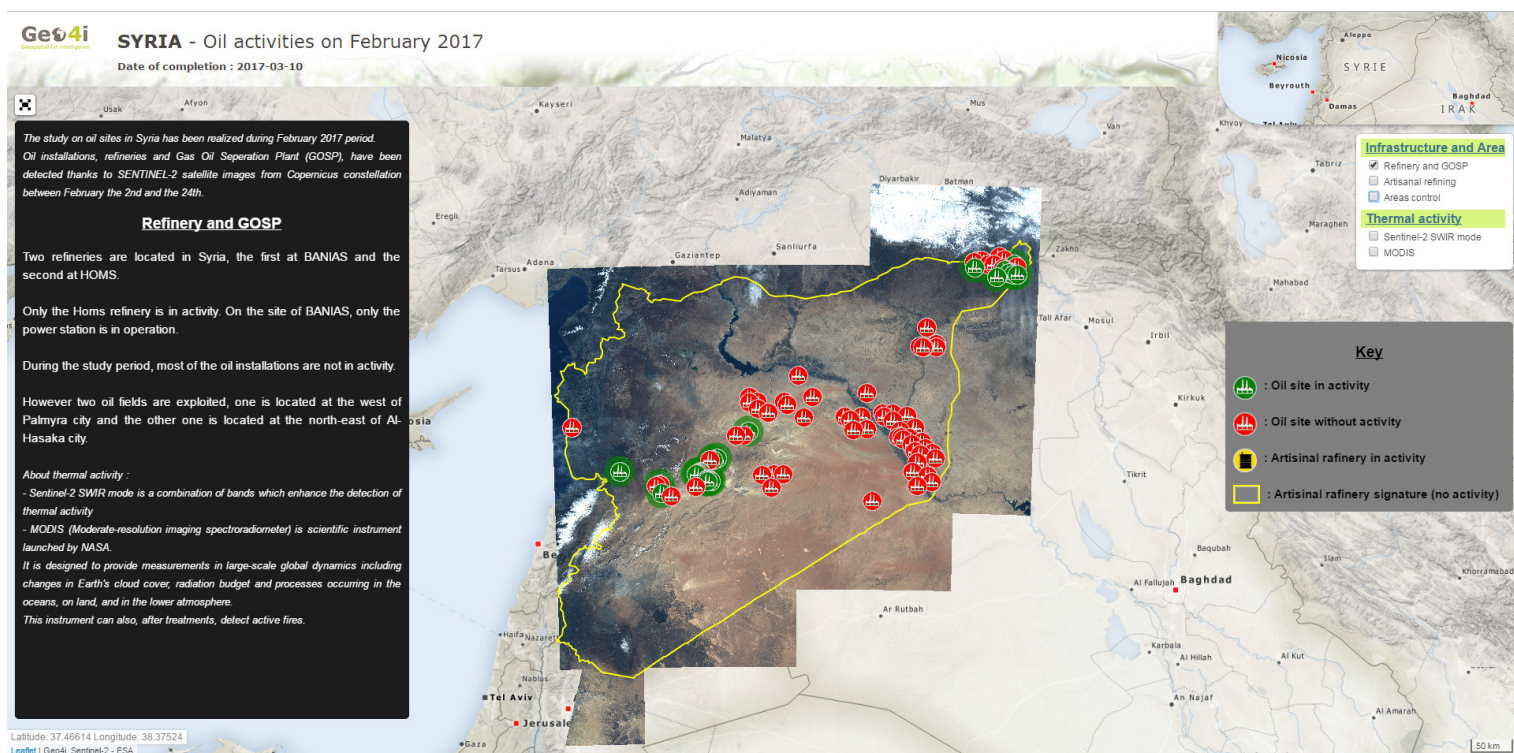 Geo4i
Geospatial for intelligence
SYRIA - Oil activities on February 2017
Date of completion : 2017-03-10
Aleppo
Nicosia
SYRIE
Beyrouth
Baghdad
Damas
IRAK
Tel Aviv
Usak
Afyon
Kayseri
Mus
Van
Khvoy
Malatya
Tabriz
Diyarbakir
Batman
Adiyaman
Eregli
Maragheh
Sanliurfa
Zakho
Gaziantep
Adana
Tarsus
Mahabad
Tall Afar
Mosul
Irbil
Kirkuk
osia
Tikrit
Be
Baqubah
Ilam
Khorramabad
Al Fallujah
Baghdad
Ar Rutbah
Haifa
Nazaret
Karbala
Al Hillah
Al Kut
Nablus
Tel Aviv
An Najaf
Jerusale
Al Amarah
Gaza
The study on oil sites in Syria has been realized during February 2017 period.
Oil installations, refineries and Gas Oil Seperation Plant (GOSP), have been
detected thanks to SENTINEL-2 satellite images from Copernicus constellation
between February the 2nd and the 24th.
Refinery and GOSP
Two refineries are located in Syria, the first at BANIAS and the
second at HOMS.
Only the Homs refinery is in activity. On the site of BANIAS, only the
power station is in operation.
During the study period, most of the oil installations are not in activity.
However two oil fields are exploited, one is located at the west of
Palmyra city and the other one is located at the north-east of Al-
Hasaka city.
About thermal activity :
- Sentinel-2 SWIR mode is a combination of bands which enhance the detection of
thermal activity
- MODIS (Moderate-resolution imaging spectroradiometer) is scientific instrument
launched by NASA.
It is designed to provide measurements in large-scale global dynamics including
changes in Earth's cloud cover, radiation budget and processes occurring in the
oceans, on land, and in the lower atmosphere.
This instrument can also, after treatments, detect active fires.
Infrastructure and Area
Refinery and GOSP
Artisanal refining
Areas control
Thermal activity
Sentinel-2 SWIR mode
MODIS
Key
: Oil site in activity
: Oil site without activity
: Artisinal refinery in activity
: Artisinal refinery signature (no activity)
Latitude: 37.46614 Longitude: 38.37524
Leaflet | Geo4i, Sentinel-2 - ESA
50 km